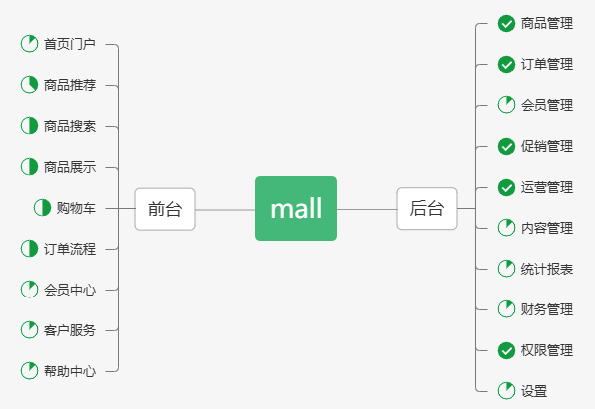 首页门户
商品推荐
商品搜索
商品展示
购物车
订单流程
会员中心
客户服务
帮助中心
前台
mall
后台
商品管理
订单管理
会员管理
促销管理
运营管理
内容管理
统计报表
财务管理
权限管理
设置